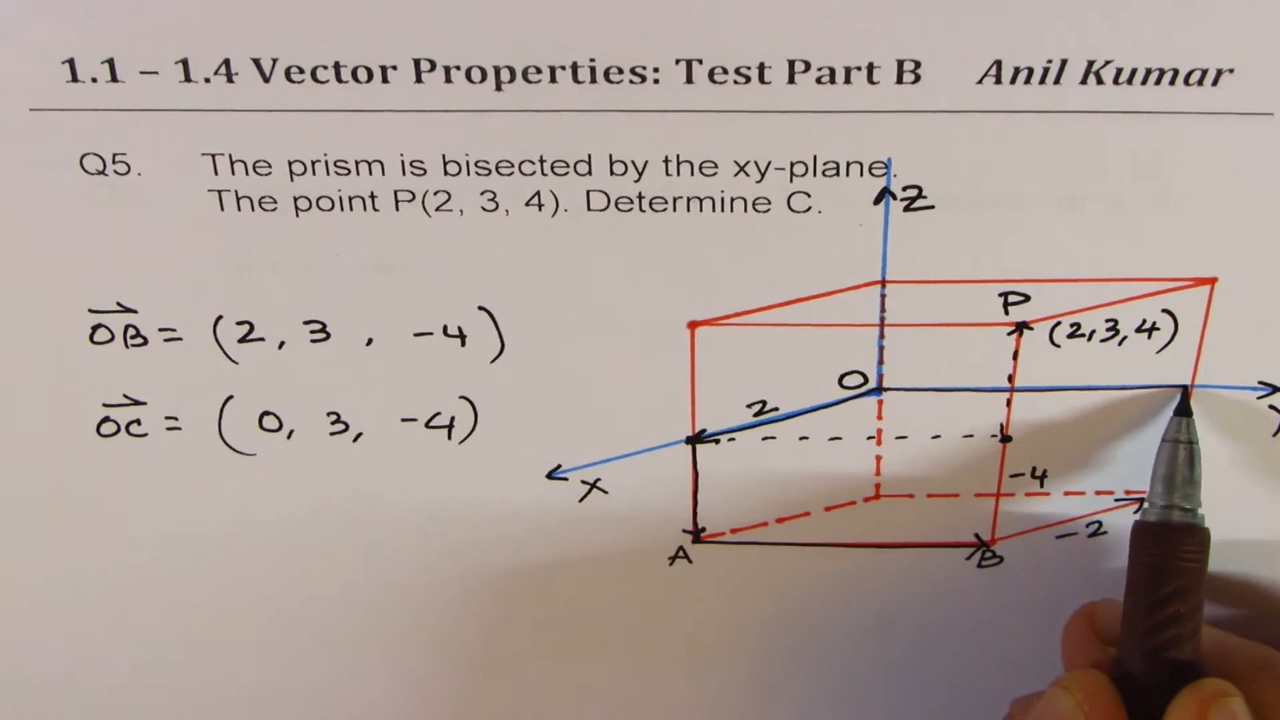 1.1 – 1.4 Vector Properties: Test Part B Anil Kumar
Q5. The prism is bisected by the xy-plane.
The point P(2, 3, 4). Determine C.
Z
P
(2,3,4)
OB = (2, 3, -4)
O
2
OC = (0, 3, -4)
-4
X
-2
A
B